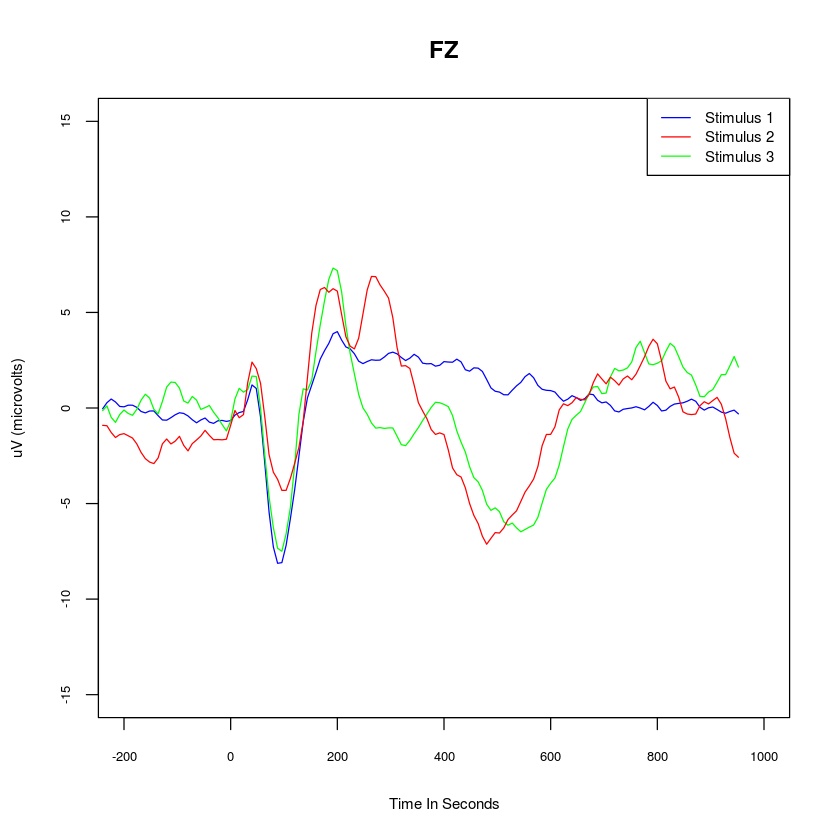 FZ
Stimulus 1
Stimulus 2
Stimulus 3
15
10
5
0
-5
-10
-15
uV (microvolts)
-200 0 200 400 600 800 1000
Time In Seconds